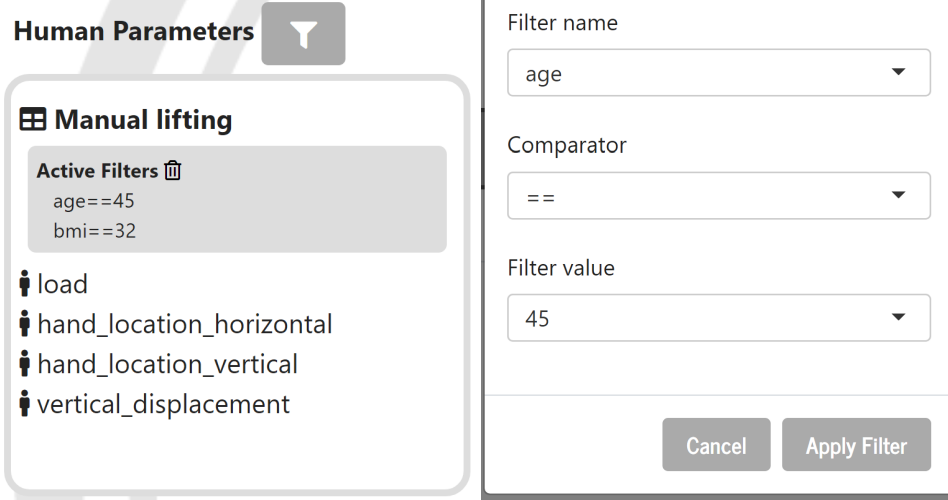 Human Parameters
Manual lifting
Active Filters
age==45
bmi==32
load
hand_location_horizontal
hand_location_vertical
vertical_displacement
Filter name
age
Comparator
==
Filter value
45
Cancel
Apply Filter